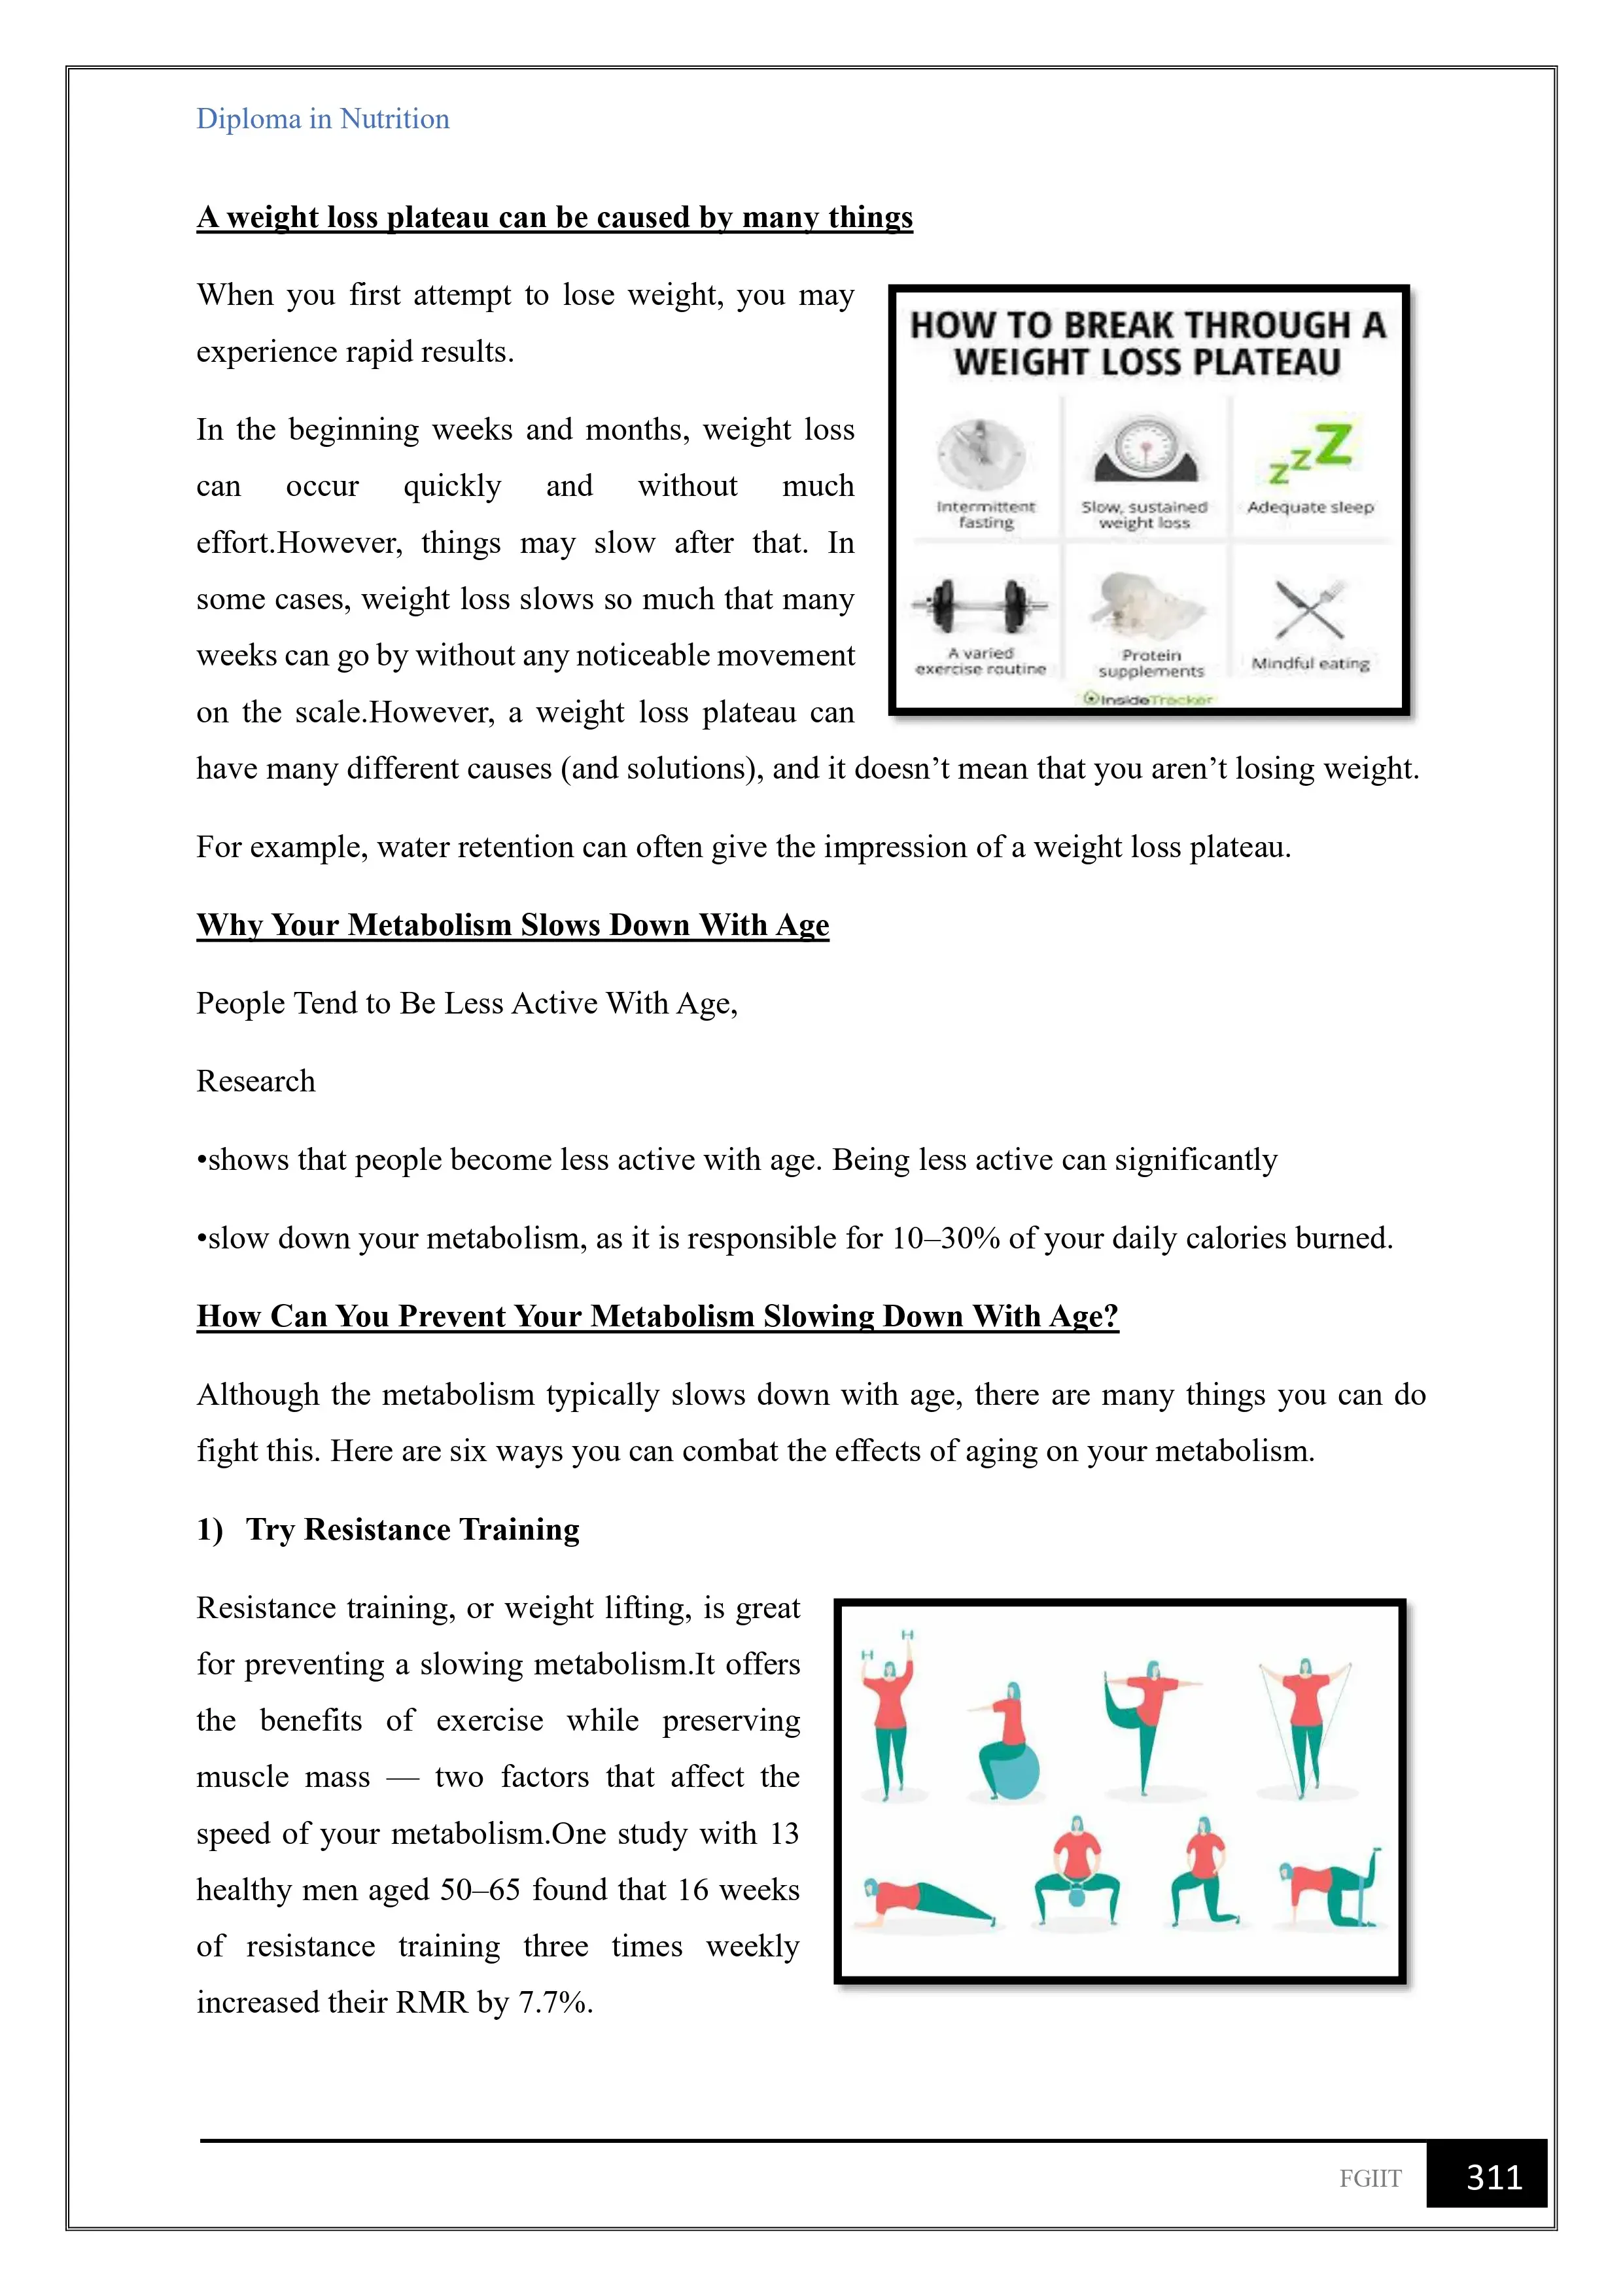 Diploma in Nutrition
A weight loss plateau can be caused by many things
When you first attempt to lose weight, you may
experience rapid results.
In the beginning weeks and months, weight loss
can occur quickly and without much
effort.However, things may slow after that. In
some cases, weight loss slows so much that many
weeks can go by without any noticeable movement
on the scale.However, a weight loss plateau can
have many different causes (and solutions), and it doesn’t mean that you aren’t losing weight.
HOW TO BREAK THROUGH A
WEIGHT LOSS PLATEAU
Intermittent
fasting
Slow, sustained
weight loss
zzZ
Adequate sleep
A varied
exercise routine
Protein
supplements
Mindful eating
InsideTracker
For example, water retention can often give the impression of a weight loss plateau.
Why Your Metabolism Slows Down With Age
People Tend to Be Less Active With Age,
Research
•shows that people become less active with age. Being less active can significantly
•slow down your metabolism, as it is responsible for 10–30% of your daily calories burned.
How Can You Prevent Your Metabolism Slowing Down With Age?
Although the metabolism typically slows down with age, there are many things you can do
fight this. Here are six ways you can combat the effects of aging on your metabolism.
1) Try Resistance Training
Resistance training, or weight lifting, is great
for preventing a slowing metabolism.It offers
the benefits of exercise while preserving
muscle mass — two factors that affect the
speed of your metabolism.One study with 13
healthy men aged 50–65 found that 16 weeks
of resistance training three times weekly
increased their RMR by 7.7%.
FGIIT
311